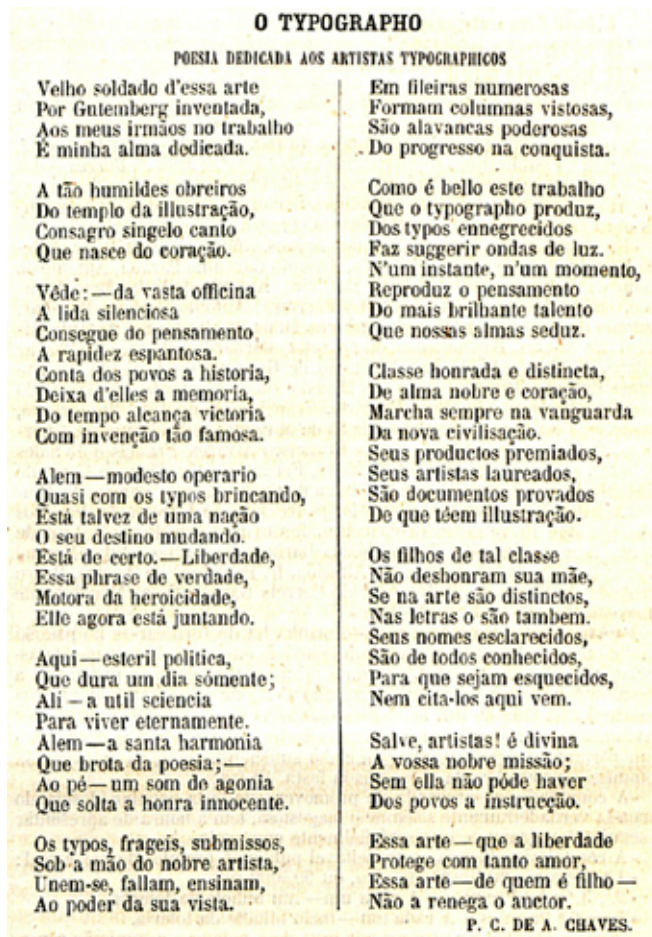 O TYPOGRAPHO
POESIA DEDICADA AOS ARTISTAS TYPOGRAPHICOS
Velho soldado d'essa arte
Por Gutemberg inventada,
Aos meus irmãos no trabalho
É minha alma dedicada.
A tão humildes obreiros
Do templo da illustração,
Consagro singelo canto
Que nasce do coração.
Vêde:—da vasta officina
A lida silenciosa
Consegue do pensamento
A rapidez espantosa.
Conta dos povos a historia,
Deixa d'elles a memoria,
Do tempo alcança victoria
Com invenção tão famosa.
Alem—modesto operario
Quasi com os typos brincando,
Está talvez de uma nação
O seu destino mudando.
Está de certo.—Liberdade,
Essa phrase de verdade,
Motora da heroicidade,
Elle agora está juntando.
Aqui—esteril politica,
Que dura um dia sómente;
Ali—a util sciencia
Para viver eternamente.
Alem—a santa harmonia
Que brota da poesia;—
Ao pé—um som de agonia
Que solta a honra innocente.
Os typos, frageis, submissos,
Sob a mão do nobre artista,
Unem-se, fallam, ensinam,
Ao poder da sua vista.
Em fileiras numerosas
Formam columnas vistosas,
São alavancas poderosas
Do progresso na conquista.
Como é bello este trabalho
Que o typographo produz,
Dos typos ennegrecidos
Faz suggerir ondas de luz.
N'um instante, n'um momento,
Reproduz o pensamento
Do mais brilhante talento
Que nossas almas seduz.
Classe honrada e distincta,
De alma nobre e coração,
Marcha sempre na vanguarda
Da nova civilisação.
Seus productos premiados,
Seus artistas laureados,
São documentos provados
De que téem illustração.
Os filhos de tal classe
Não deshonram sua mãe,
Se na arte são distinctos,
Nas letras o são tambem.
Seus nomes esclarecidos,
São de todos conhecidos,
Para que sejam esquecidos,
Nem cita-los aqui vem.
Salve, artistas! é divina
A vossa nobre missão;
Sem ella não póde haver
Dos povos a instrucção.
Essa arte—que a liberdade
Protege com tanto amor,
Essa arte—de quem é filho—
Não a renega o auctor.
P. C. DE A. CHAVES.